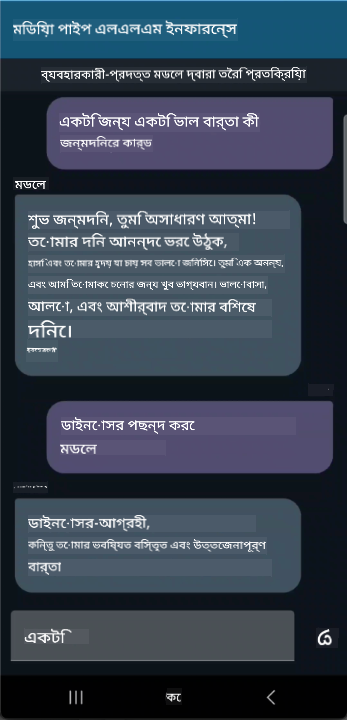 মিডিয়া পাইপ এলএলএম ইনফারেন্স
ব্যবহারকারী-প্রদত্ত মডেল দ্বারা তৈরি প্রতিক্রিয়া
একটি জন্য একটি ভাল বার্তা কী
জন্মদিনের কার্ড
মডেল
শুভ জন্মদিন, তুমি অসাধারণ আত্মা!
তোমার দিন আনন্দে ভরে উঠুক,
হাসি এবং তোমার হৃদয় যা চায় সব ভালো জিনিসে। তুমি এক অনন্য,
এবং আমি তোমাকে চেনার জন্য খুব ভাগ্যবান। ভালোবাসা,
আলো, এবং আশীর্বাদ তোমার বিশেষ
দিনে।
ডাইনোসর পছন্দ করে
মডেল
ডাইনোসর-আগ্রহী,
কিন্তু তোমার ভবিষ্যত বিস্তৃত এবং উত্তেজনাপূর্ণ
বার্তা
একটি
কে